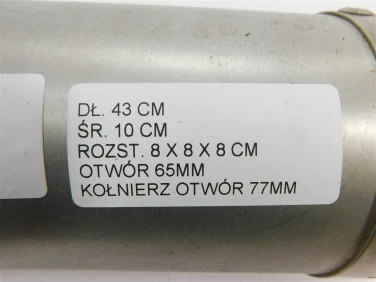 DŁ. 43 CM
ŚR. 10 CM
ROZST. 8 X 8 X 8 CM
OTWÓR 65MM
KOŁNIERZ OTWÓR 77MM